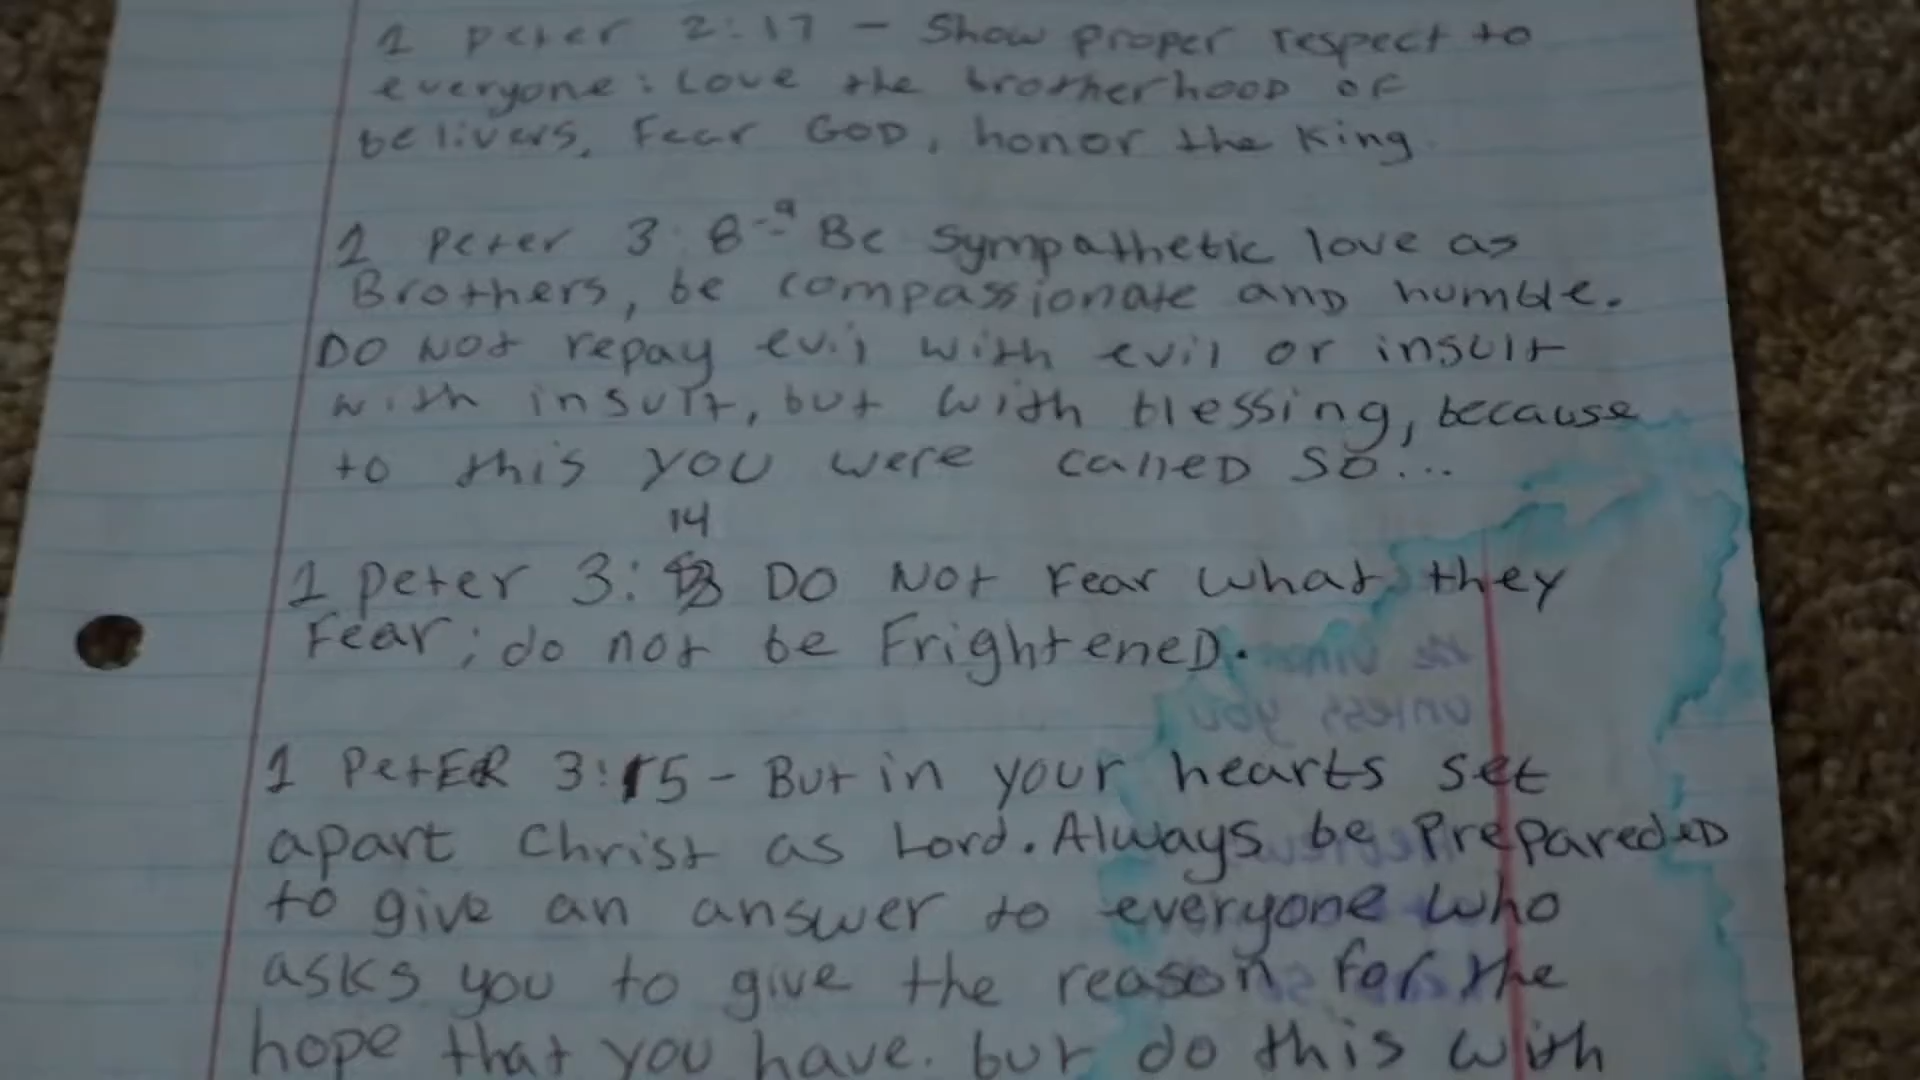 1 peter 2:17 - Show proper respect to
everyone: Love the brotherhood of
belivers, Fear GOD, honor the King.
1 Peter 3:8-9 Be Sympathetic love as
Brothers, be compassionate and humble.
DO NOT repay evil with evil or insult
with insult, but with blessing, because
to this you were called so...
14
1 peter 3: DO NOT Fear what they
Fear; do not be Frightened.
unless you
1 PetER 3:15 - But in your hearts set
apart Christ as Lord. Always be PreparedeD
to give an answer to everyone who
asks you to give the reason for the
hope that you have. but do this with